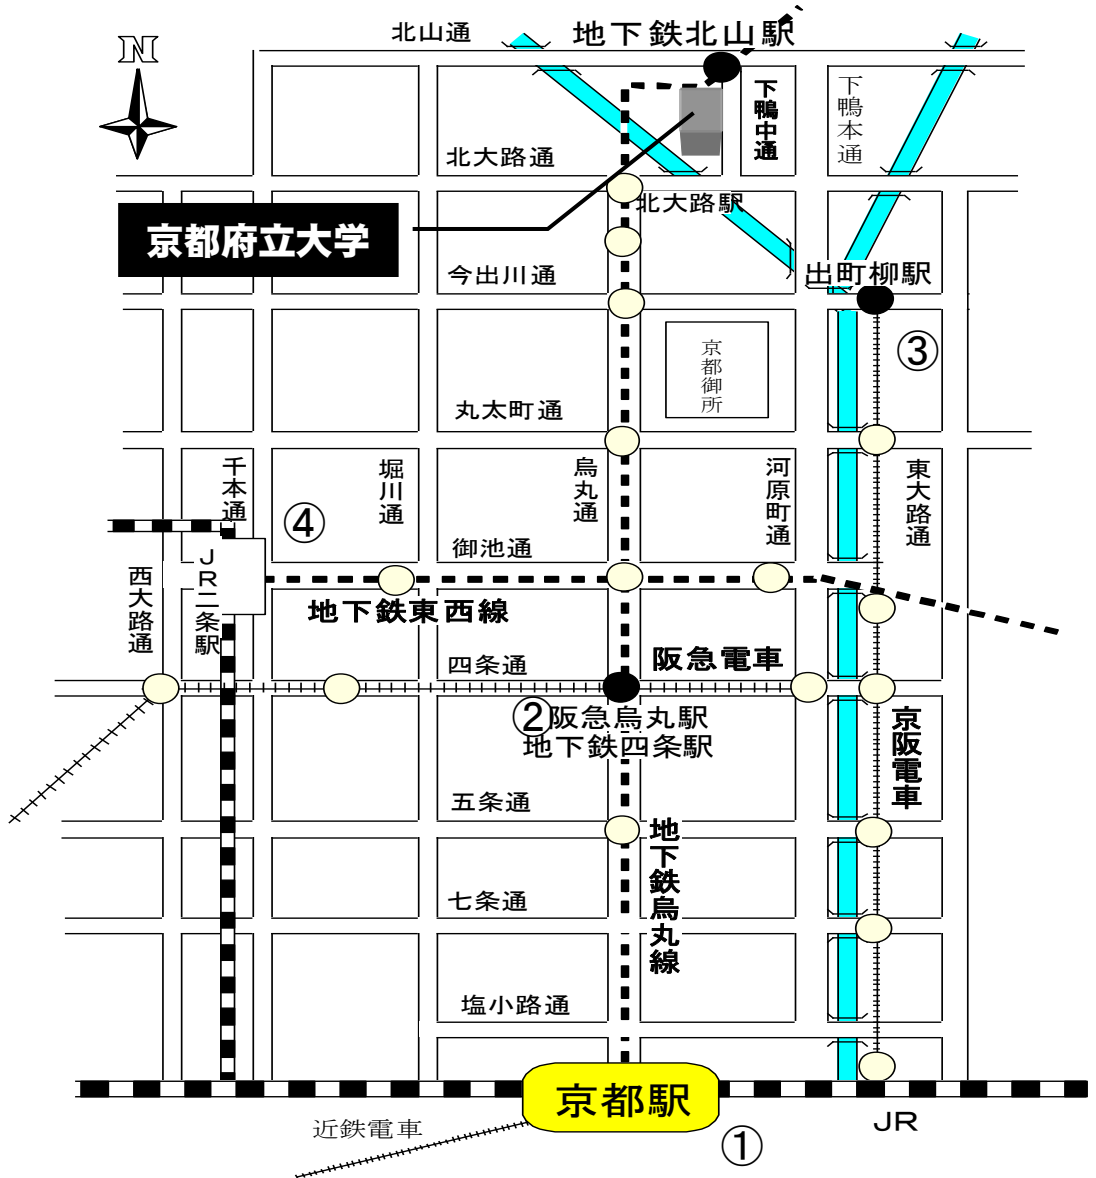 北山通
地下鉄北山駅
N
下鴨中通
下鴨本通
北大路通
北大路駅
京都府立大学
今出川通
出町柳駅
③
京都御所
丸太町通
千本通
堀川通
烏丸通
河原町通
東大路通
④
御池通
JR二条駅
西大路通
地下鉄東西線
四条通
阪急電車
②阪急烏丸駅
地下鉄四条駅
京阪電車
五条通
地下鉄烏丸線
七条通
塩小路通
京都駅
近鉄電車
JR
①